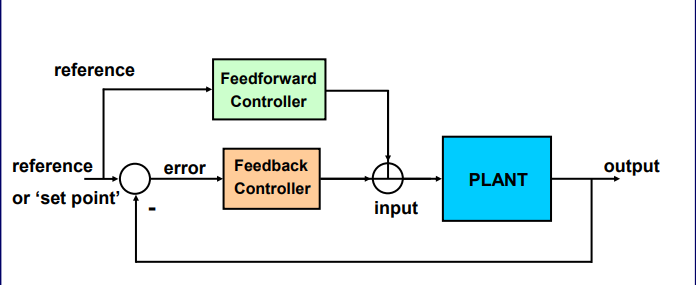 reference
Feedforward
Controller
reference
or ‘set point’
error
Feedback
Controller
input
PLANT
output
-